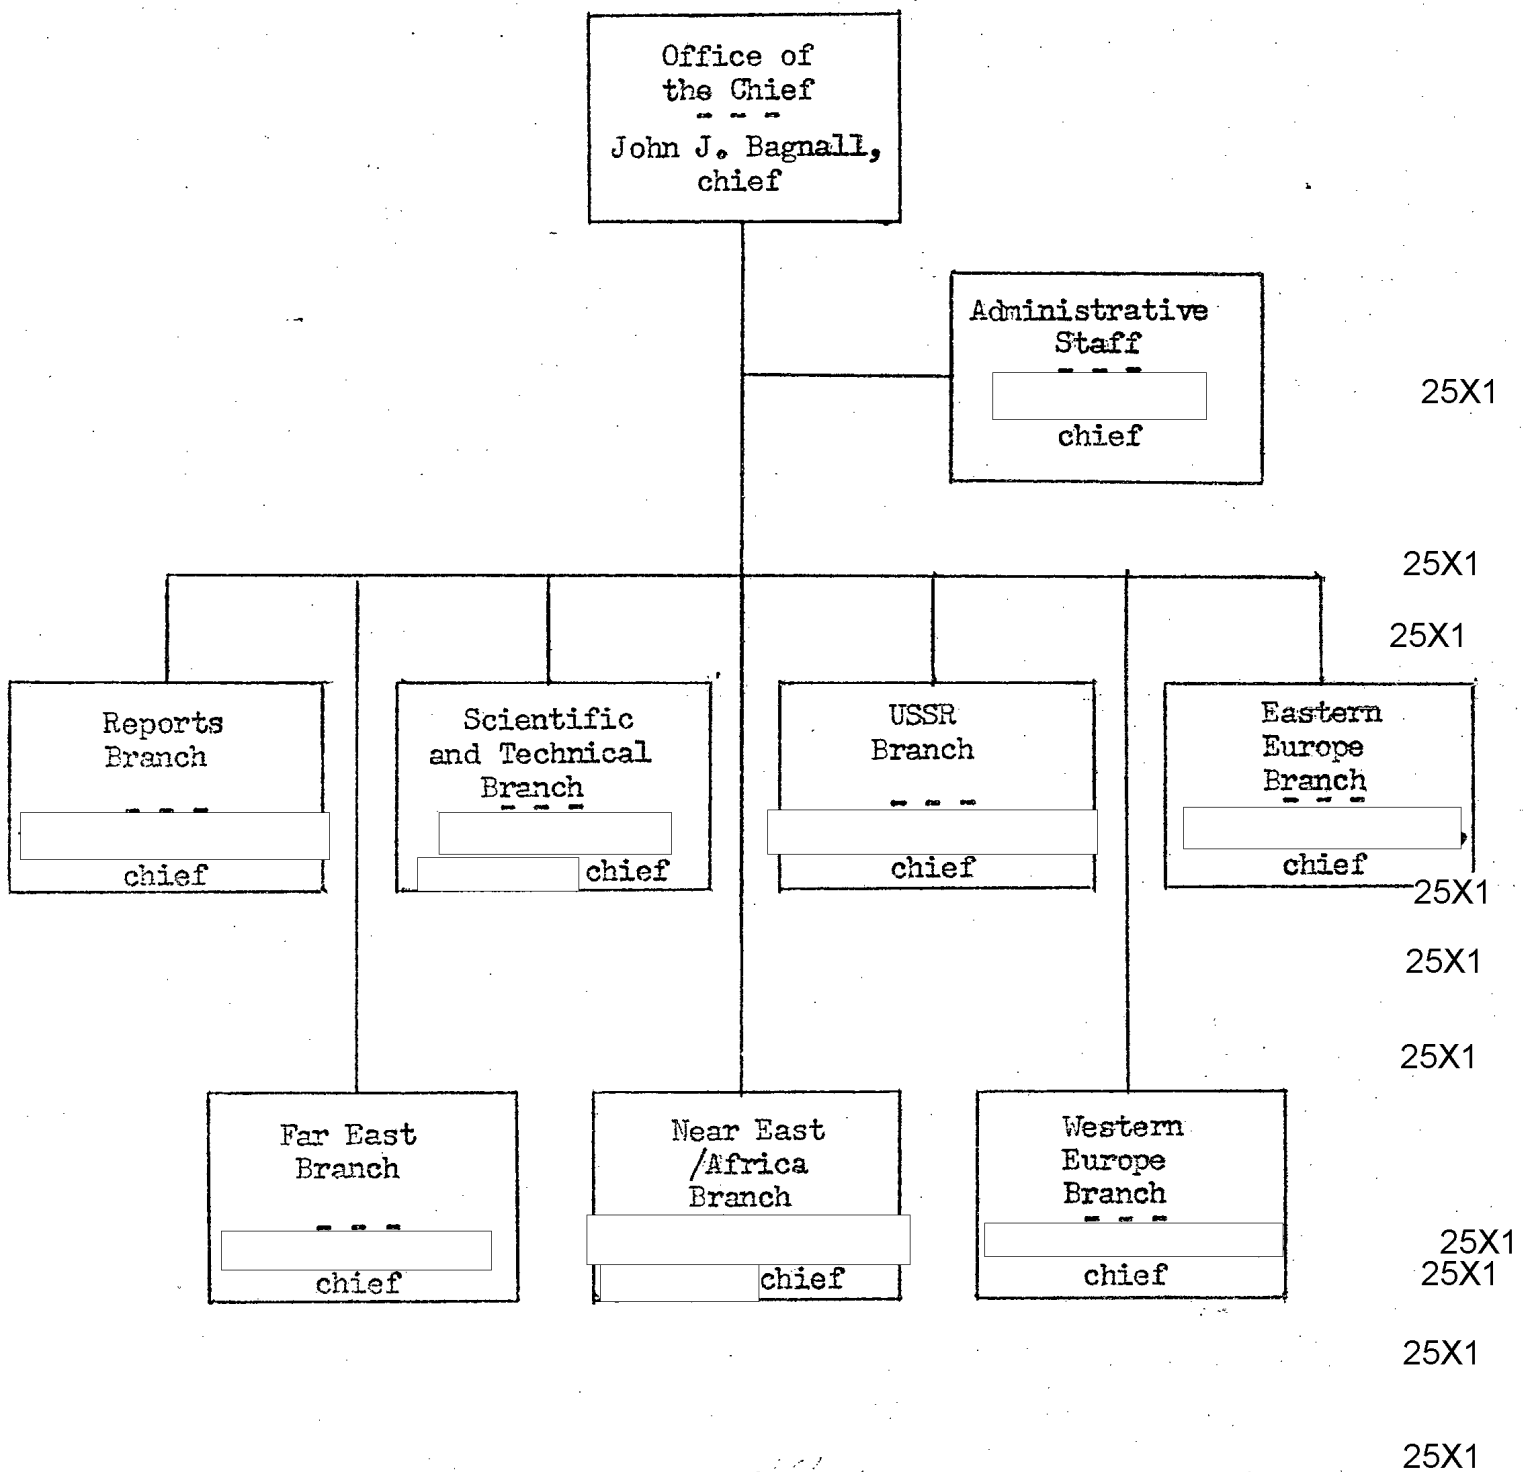 Office of
the Chief
- - -
John J. Bagnall,
chief
Administrative
Staff
- - -
chief
25X1
25X1
25X1
Reports
Branch
- - -
chief
Scientific
and Technical
Branch
- - -
chief
USSR
Branch
- - -
chief
Eastern
Europe
Branch
- - -
chief
25X1
25X1
25X1
Far East
Branch
- - -
chief
Near East
/Africa
Branch
chief
Western
Europe
Branch
- - -
chief
25X1
25X1
25X1
25X1